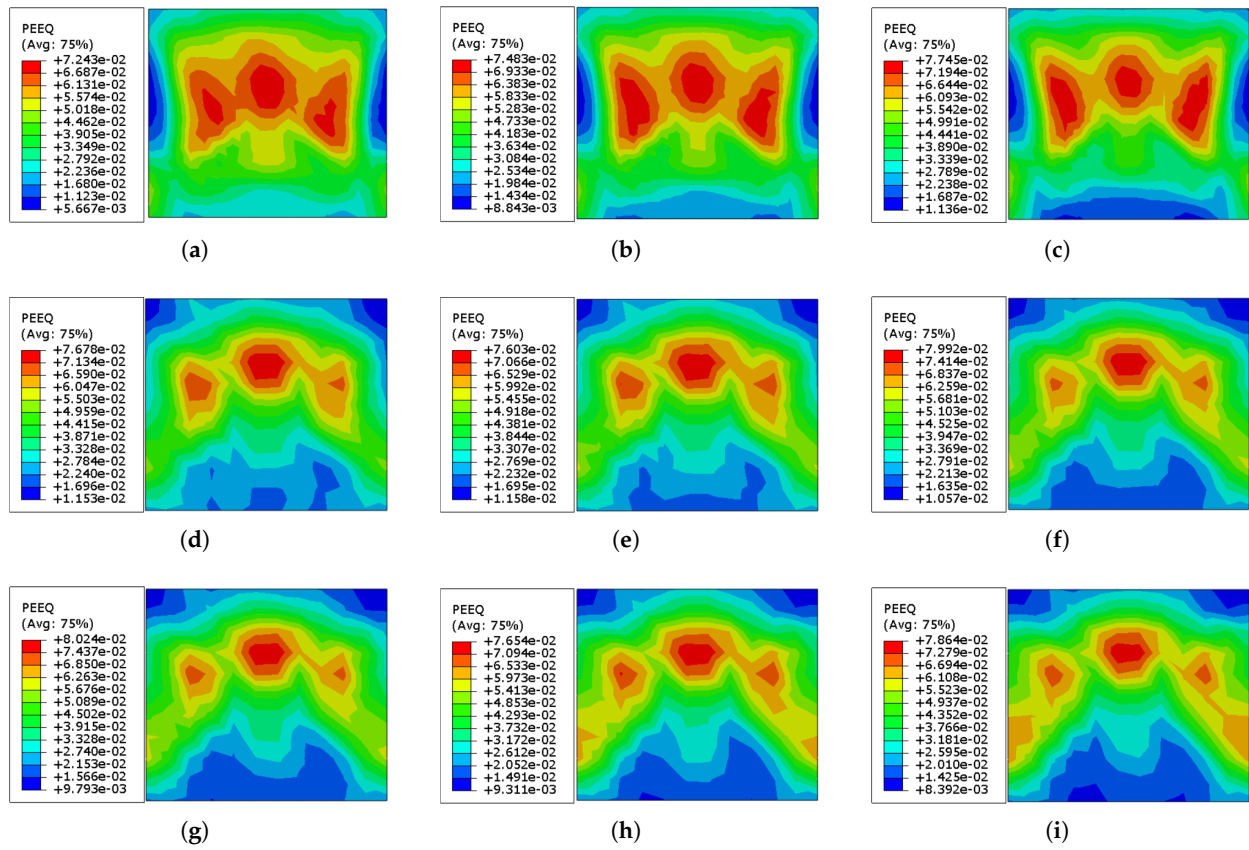 PEEQ
(Avg: 75%)
+7.243e-02
+6.687e-02
+6.131e-02
+5.574e-02
+5.018e-02
+4.462e-02
+3.905e-02
+3.349e-02
+2.792e-02
+2.236e-02
+1.680e-02
+1.123e-02
+5.667e-03
(a)
PEEQ
(Avg: 75%)
+7.483e-02
+6.933e-02
+6.383e-02
+5.833e-02
+5.283e-02
+4.733e-02
+4.183e-02
+3.634e-02
+3.084e-02
+2.534e-02
+1.984e-02
+1.434e-02
+8.843e-03
(b)
PEEQ
(Avg: 75%)
+7.745e-02
+7.194e-02
+6.644e-02
+6.093e-02
+5.542e-02
+4.991e-02
+4.441e-02
+3.890e-02
+3.339e-02
+2.789e-02
+2.238e-02
+1.687e-02
+1.136e-02
(c)
PEEQ
(Avg: 75%)
+7.678e-02
+7.134e-02
+6.590e-02
+6.047e-02
+5.503e-02
+4.959e-02
+4.415e-02
+3.871e-02
+3.328e-02
+2.784e-02
+2.240e-02
+1.696e-02
+1.153e-02
(d)
PEEQ
(Avg: 75%)
+7.603e-02
+7.066e-02
+6.529e-02
+5.992e-02
+5.455e-02
+4.918e-02
+4.381e-02
+3.844e-02
+3.307e-02
+2.769e-02
+2.232e-02
+1.695e-02
+1.158e-02
(e)
PEEQ
(Avg: 75%)
+7.992e-02
+7.414e-02
+6.837e-02
+6.259e-02
+5.681e-02
+5.103e-02
+4.525e-02
+3.947e-02
+3.369e-02
+2.791e-02
+2.213e-02
+1.635e-02
+1.057e-02
(f)
PEEQ
(Avg: 75%)
+8.024e-02
+7.437e-02
+6.850e-02
+6.263e-02
+5.676e-02
+5.089e-02
+4.502e-02
+3.915e-02
+3.328e-02
+2.740e-02
+2.153e-02
+1.566e-02
+9.793e-03
(g)
PEEQ
(Avg: 75%)
+7.654e-02
+7.094e-02
+6.533e-02
+5.973e-02
+5.413e-02
+4.853e-02
+4.293e-02
+3.732e-02
+3.172e-02
+2.612e-02
+2.052e-02
+1.491e-02
+9.311e-03
(h)
PEEQ
(Avg: 75%)
+7.864e-02
+7.279e-02
+6.694e-02
+6.108e-02
+5.523e-02
+4.937e-02
+4.352e-02
+3.766e-02
+3.181e-02
+2.595e-02
+2.010e-02
+1.425e-02
+8.392e-03
(i)